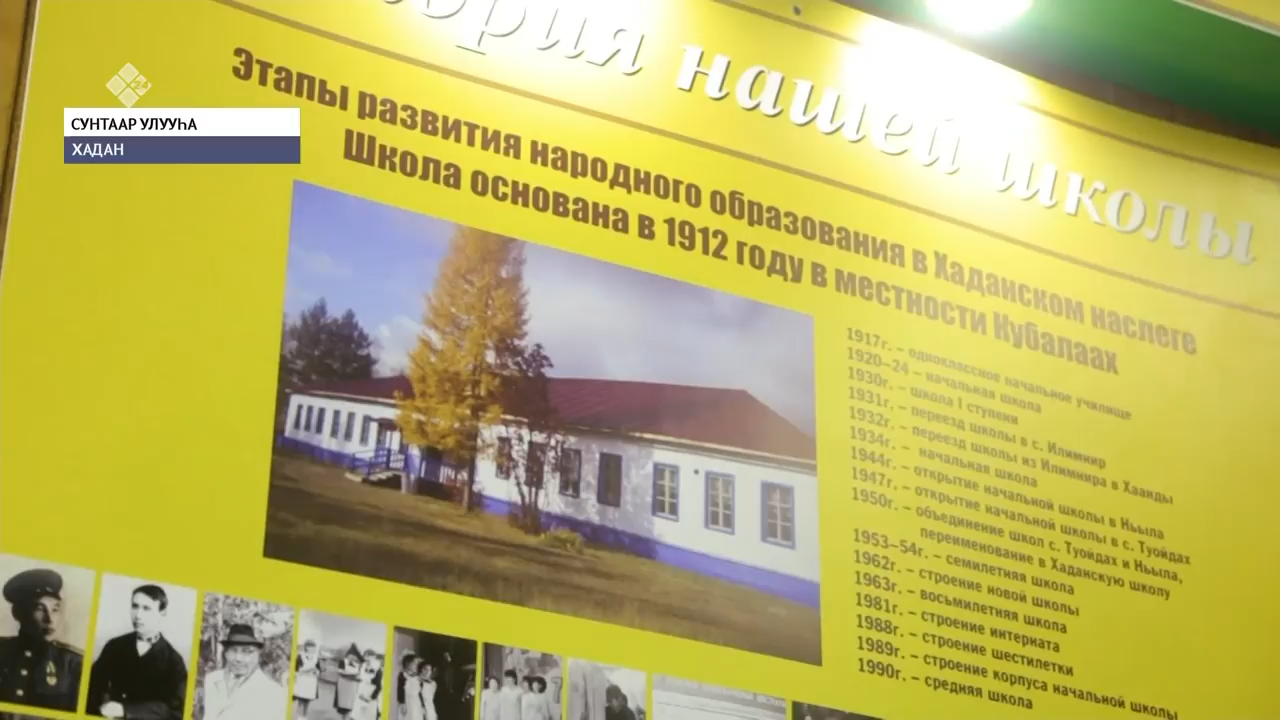 24
СУНТААР УЛУУҺА
ХАДАН
нашей школы
Этапы развития народного образования в Хаданском наслеге
Школа основана в 1912 году в местности Кубалаах
1917г. – одноклассное начальное училище
1920–24 – начальная школа
1930г. – школа I ступени
1931г. – переезд школы в с. Илимнир
1932г. – переезд школы из Илимнира в Хаанды
1934г. – начальная школа
1944г. – открытие начальной школы в Ньыла
1947г. – открытие начальной школы в с. Туойдах
1950г. – объединение школ с. Туойдах и Ньыла,
переименование в Хаданскую школу
1953–54г. – семилетняя школа
1962г. – строение новой школы
1963г. – восьмилетняя школа
1981г. – строение интерната
1988г. – строение шестилетки
1989г. – строение корпуса начальной школы
1990г. – средняя школа